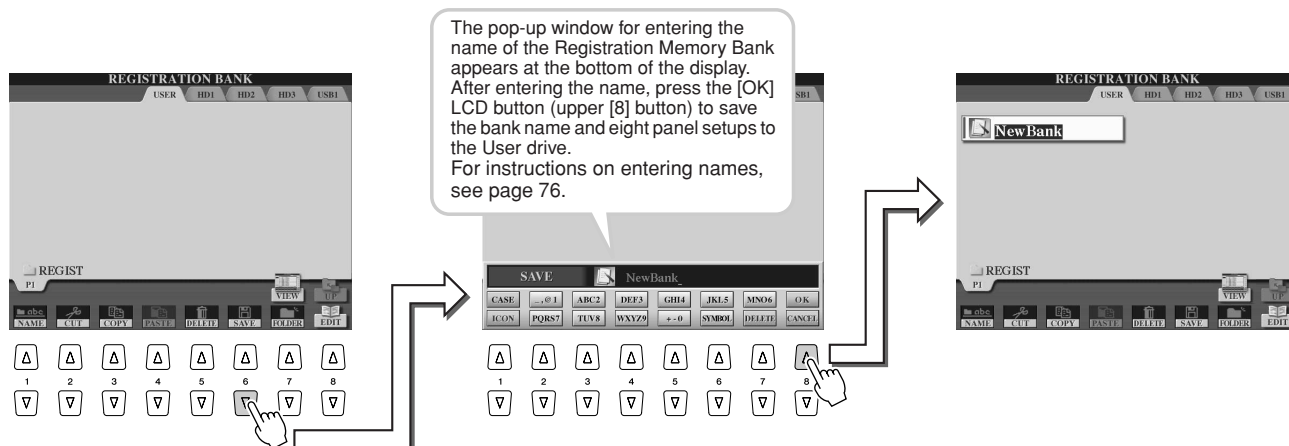 The pop-up window for entering the
name of the Registration Memory Bank
appears at the bottom of the display.
After entering the name, press the [OK]
LCD button (upper [8] button) to save
the bank name and eight panel setups to
the User drive.
For instructions on entering names,
see page 76.
REGISTRATION BANK
USER HD1 HD2 HD3 USB1
REGIST
P1
VIEW UP
abc
NAME CUT COPY PASTE DELETE SAVE FOLDER EDIT
1 2 3 4 5 6 7 8
SB1
SAVE NewBank_
CASE _,@1 ABC2 DEF3 GHI4 JKL5 MNO6 OK
ICON PQRS7 TUV8 WXYZ9 +-0 SYMBOL DELETE CANCEL
1 2 3 4 5 6 7 8
REGISTRATION BANK
USER HD1 HD2 HD3 USB1
NewBank
REGIST
P1
VIEW UP
abc
NAME CUT COPY PASTE DELETE SAVE FOLDER EDIT